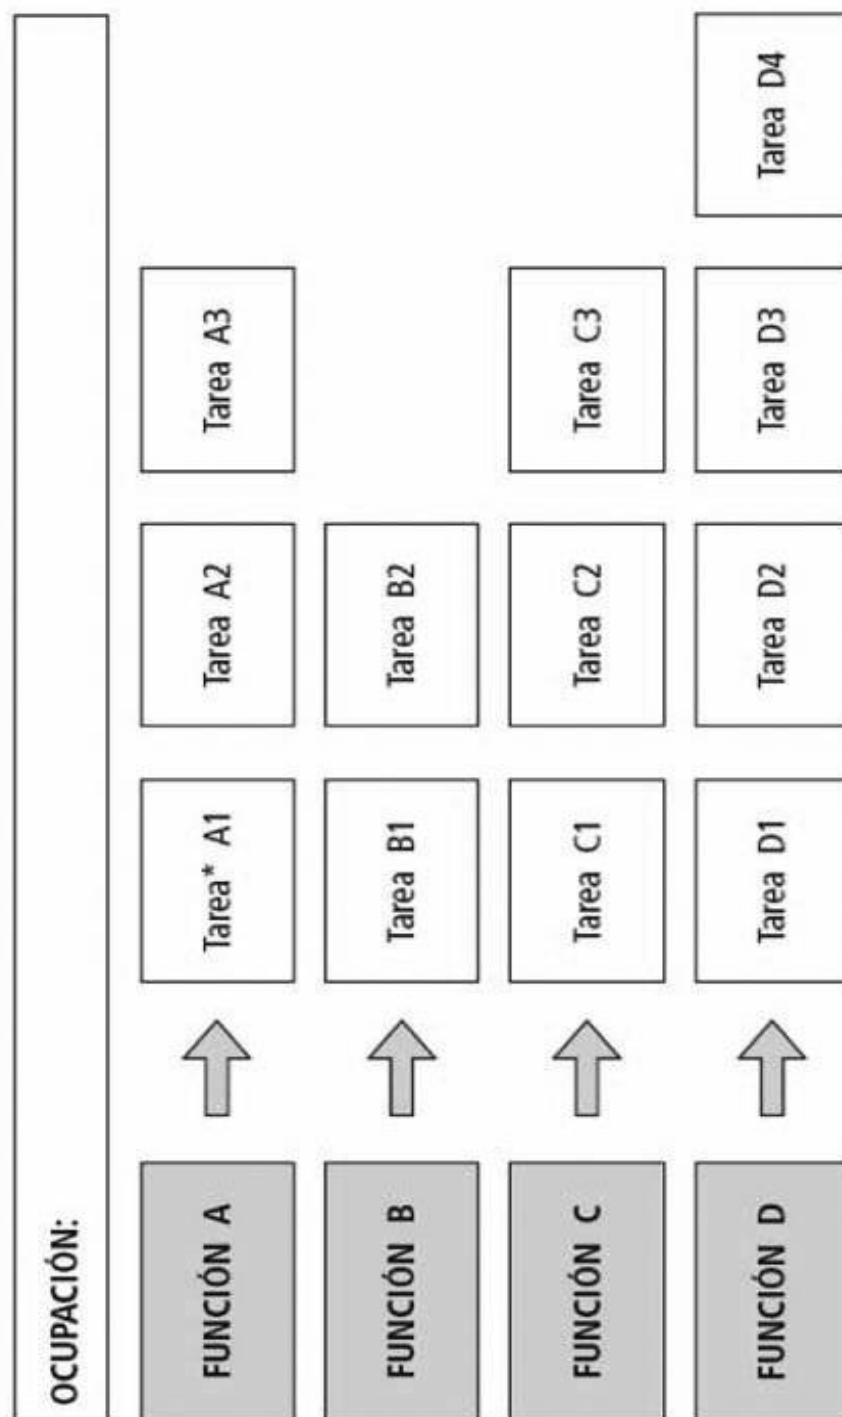 OCUPACIÓN:
FUNCIÓN A
Tarea* A1
Tarea A2
Tarea A3
FUNCIÓN B
Tarea B1
Tarea B2
FUNCIÓN C
Tarea C1
Tarea C2
Tarea C3
FUNCIÓN D
Tarea D1
Tarea D2
Tarea D3
Tarea D4